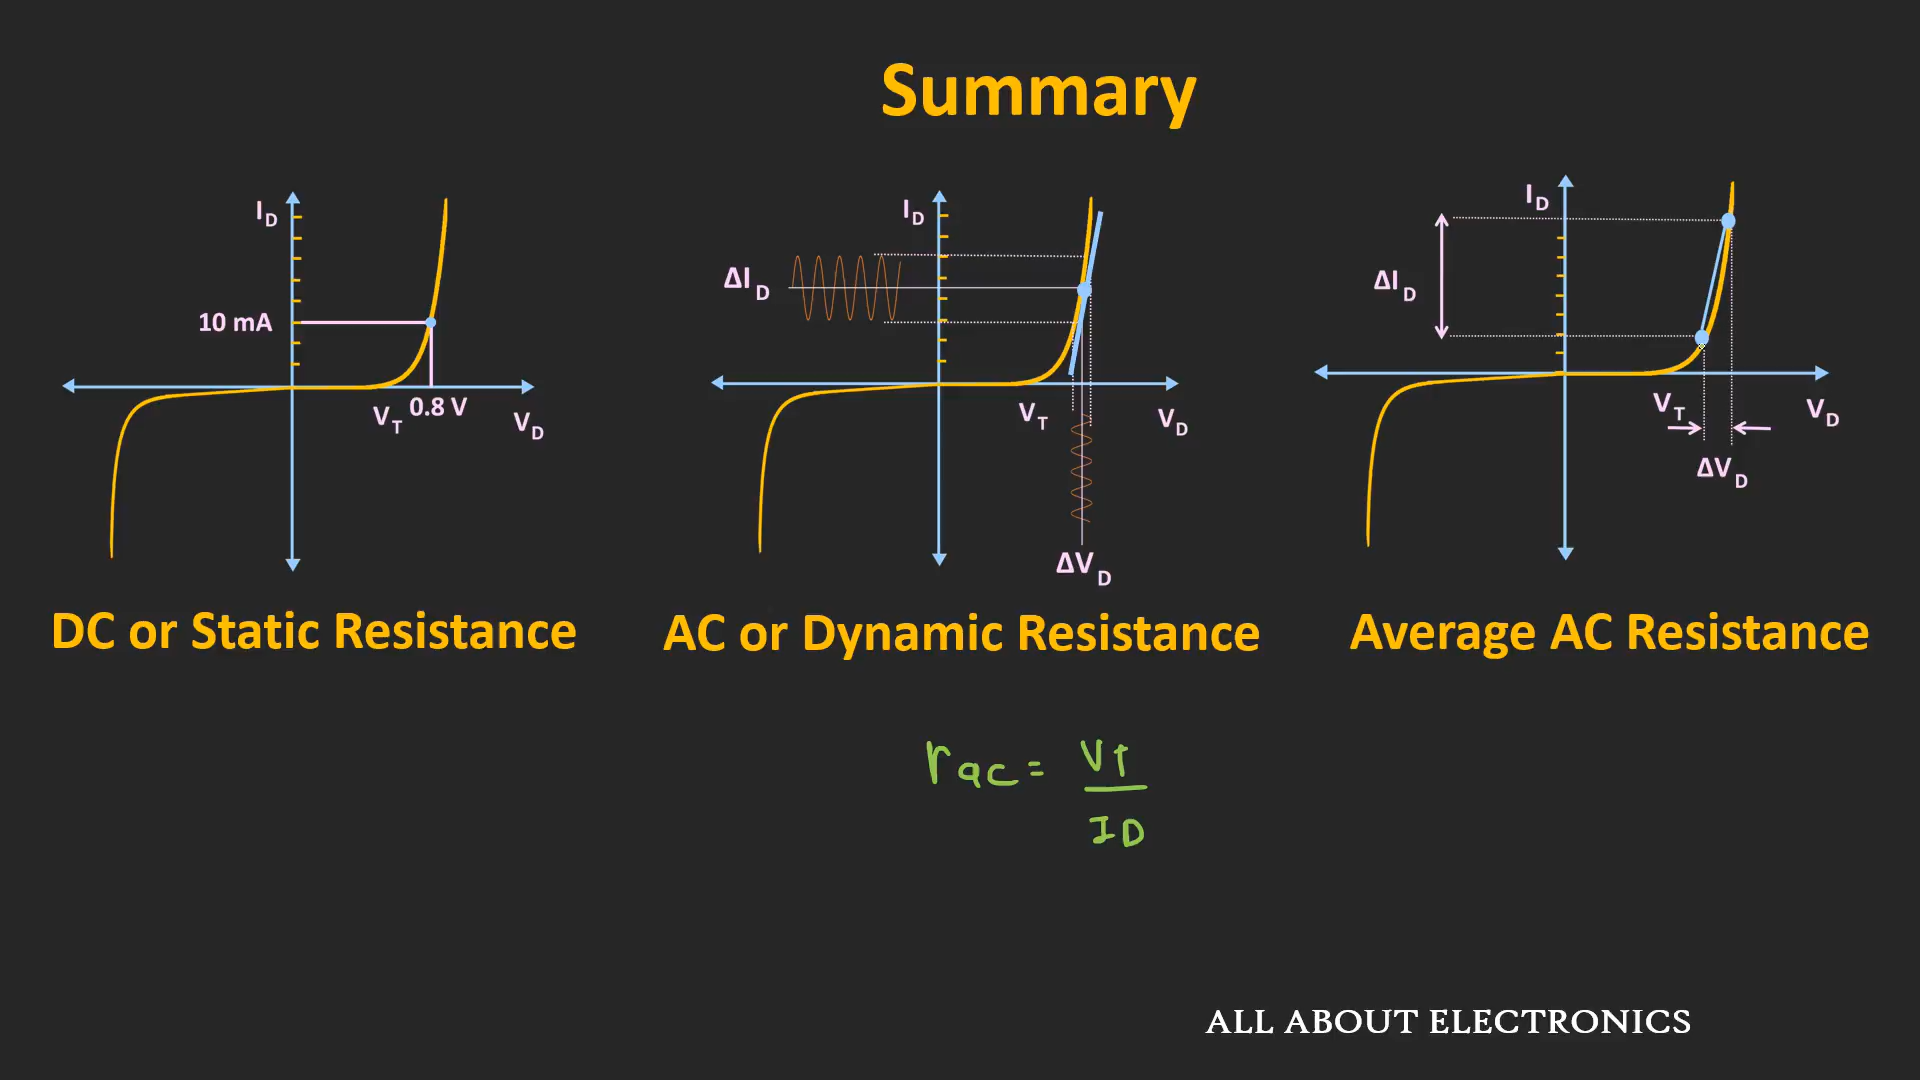 Summary
I_D
10 mA
V_T
0.8 V
V_D
DC or Static Resistance
I_D
ΔI_D
V_T
V_D
ΔV_D
AC or Dynamic Resistance
I_D
ΔI_D
V_T
V_D
ΔV_D
Average AC Resistance
rac = VT
ID
ALL ABOUT ELECTRONICS